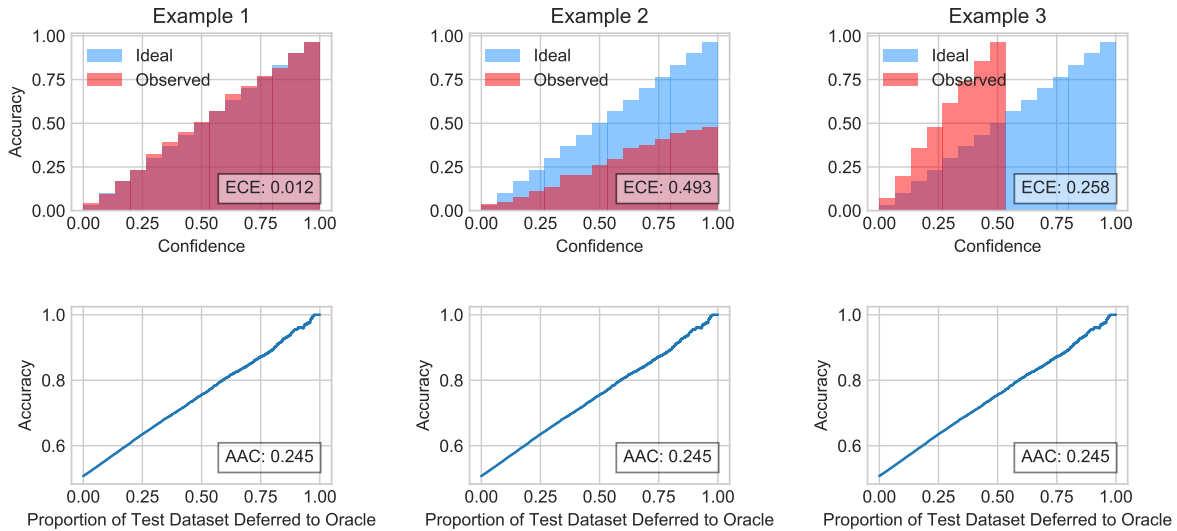 Example 1
1.00
0.75
0.50
0.25
0.00
Accuracy
Ideal
Observed
ECE: 0.012
0.00 0.25 0.50 0.75 1.00
Confidence
Example 2
1.00
0.75
0.50
0.25
0.00
Ideal
Observed
ECE: 0.493
0.00 0.25 0.50 0.75 1.00
Confidence
Example 3
1.00
0.75
0.50
0.25
0.00
Ideal
Observed
ECE: 0.258
0.00 0.25 0.50 0.75 1.00
Confidence
1.0
0.8
0.6
Accuracy
AAC: 0.245
0.00 0.25 0.50 0.75 1.00
Proportion of Test Dataset Deferred to Oracle
1.0
0.8
0.6
Accuracy
AAC: 0.245
0.00 0.25 0.50 0.75 1.00
Proportion of Test Dataset Deferred to Oracle
1.0
0.8
0.6
Accuracy
AAC: 0.245
0.00 0.25 0.50 0.75 1.00
Proportion of Test Dataset Deferred to Oracle